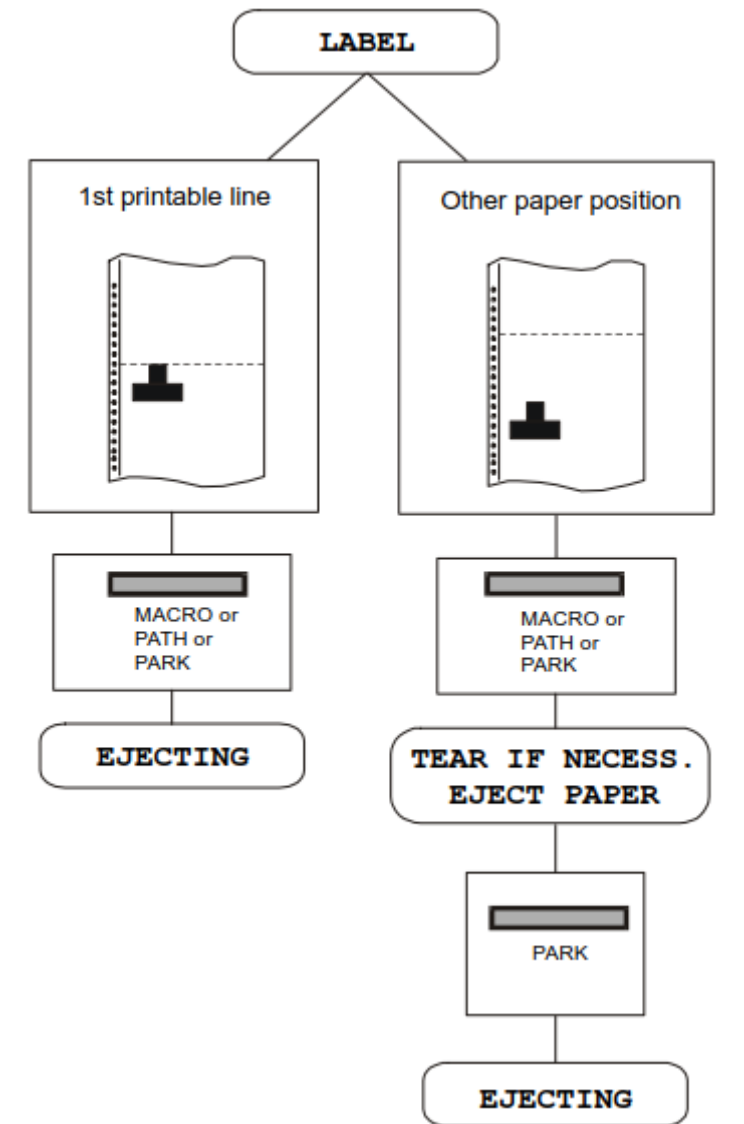 LABEL
1st printable line
Other paper position
MACRO or
PATH or
PARK
MACRO or
PATH or
PARK
EJECTING
TEAR IF NECESS.
EJECT PAPER
PARK
EJECTING